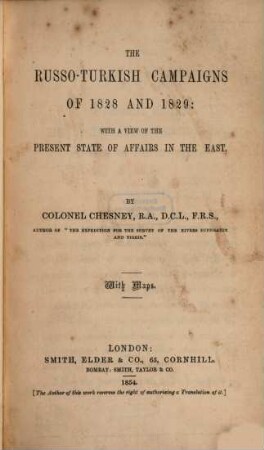 THE
RUSSO-TURKISH CAMPAIGNS
OF 1828 AND 1829:
WITH A VIEW OF THE
PRESENT STATE OF AFFAIRS IN THE EAST.
BY
COLONEL CHESNEY, R.A., D.C.L., F.R.S.,
AUTHOR OF "THE EXPEDITION FOR THE SURVEY OF THE RIVERS EUPHRATES
AND TIGRIS."
With Maps.
LONDON:
SMITH, ELDER & CO., 65, CORNHILL.
BOMBAY: SMITH, TAYLOR & CO.
1854.
[The Author of this work reserves the right of authorizing a Translation of it.]